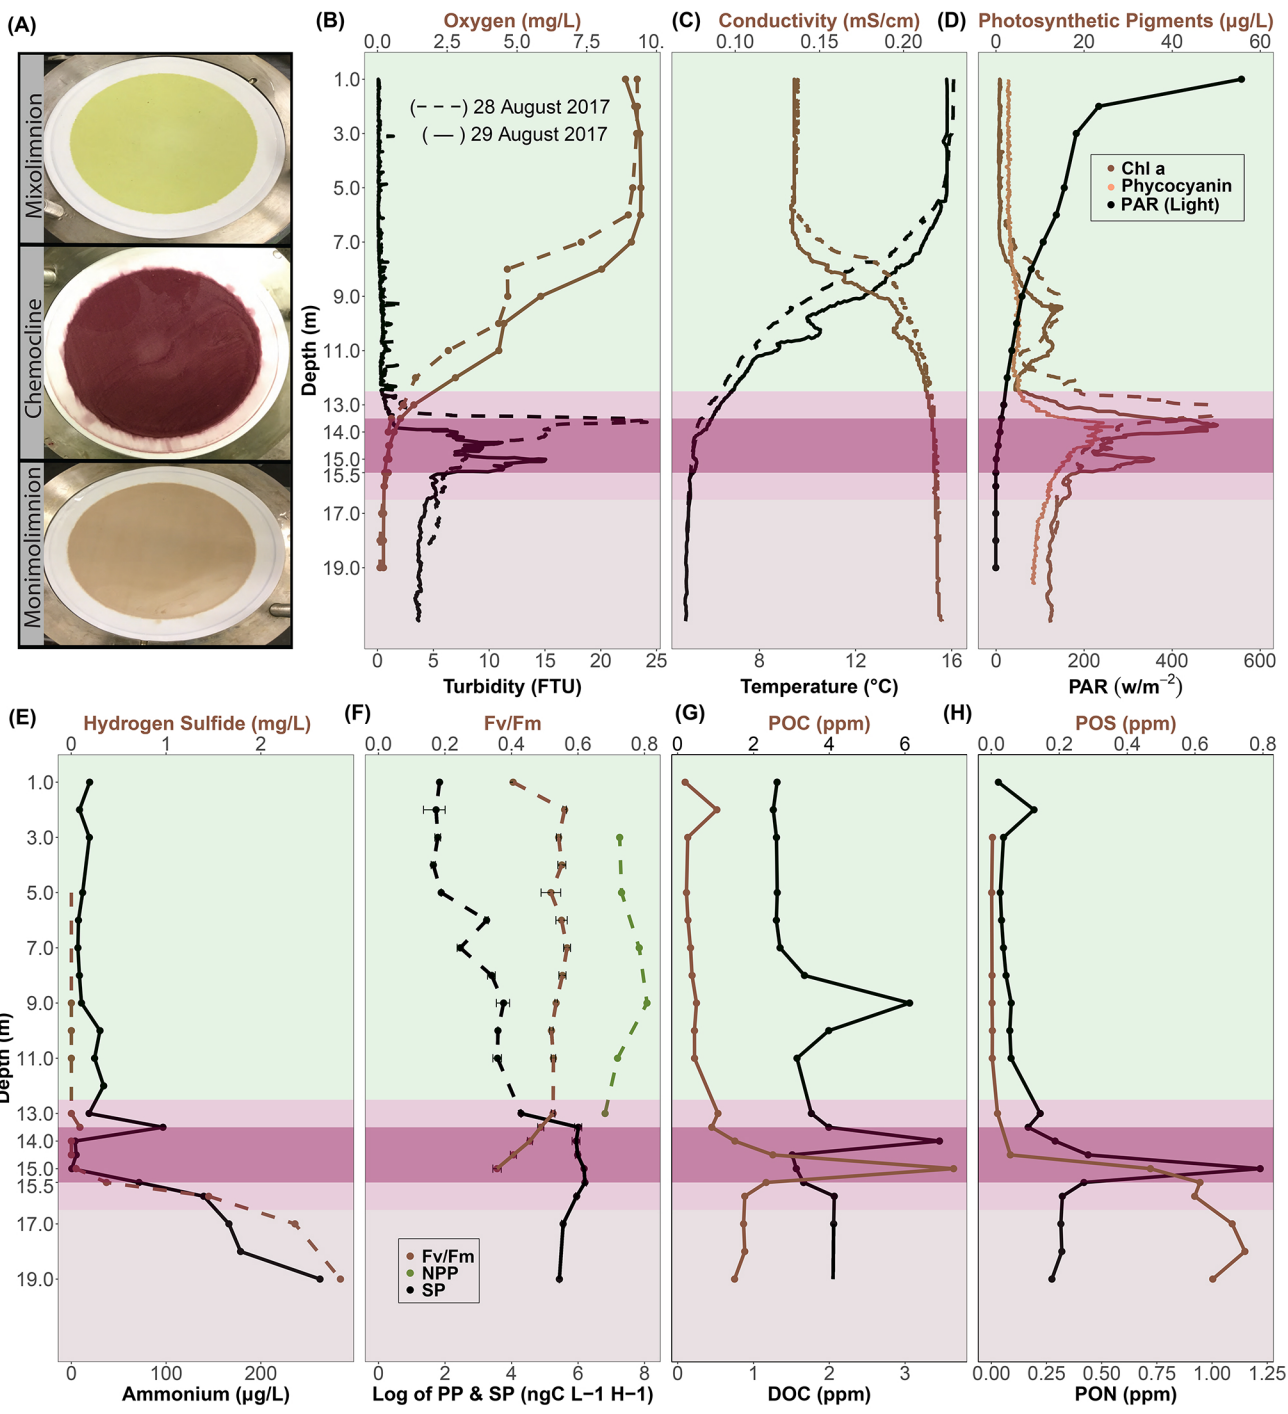 (A)
Mixolimnion
Chemocline
Monimolimnion
(B)
Oxygen (mg/L)
0.0 2.5 5.0 7.5 10.
(− − −) 28 August 2017
( — ) 29 August 2017
Depth (m)
1.0
3.0
5.0
7.0
9.0
11.0
13.0
14.0
15.0
15.5
17.0
19.0
0 5 10 15 20 25
Turbidity (FTU)
(C)
Conductivity (mS/cm)
0.10 0.15 0.20
8 12 16
Temperature (°C)
(D)
Photosynthetic Pigments (µg/L)
0 20 40 60
Chl a
Phycocyanin
PAR (Light)
0 200 400 600
PAR (w/m−2)
(E)
Hydrogen Sulfide (mg/L)
0 1 2
Depth (m)
1.0
3.0
5.0
7.0
9.0
11.0
13.0
14.0
15.0
15.5
17.0
19.0
0 100 200
Ammonium (µg/L)
(F)
Fv/Fm
0.0 0.2 0.4 0.6 0.8
Fv/Fm
NPP
SP
0 2 4 6 8
Log of PP & SP (ngC L−1 H−1)
(G)
POC (ppm)
0 2 4 6
0 1 2 3
DOC (ppm)
(H)
POS (ppm)
0.0 0.2 0.4 0.6 0.8
0.00 0.25 0.50 0.75 1.00 1.25
PON (ppm)